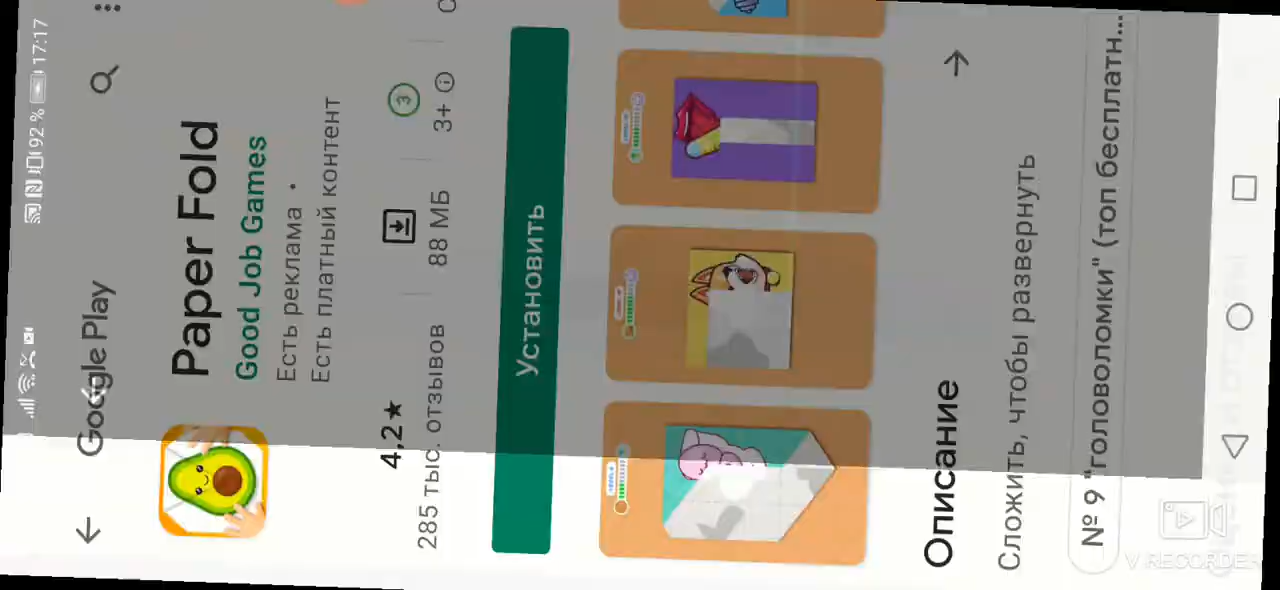 92 % 17:17
Google Play
Paper Fold
Good Job Games
Есть реклама •
Есть платный контент
4,2★
285 тыс. отзывов
88 МБ
3
3+
Установить
Описание
Сложить, чтобы развернуть
№ 9 "головоломки" (топ бесплатн...
V RECORDER